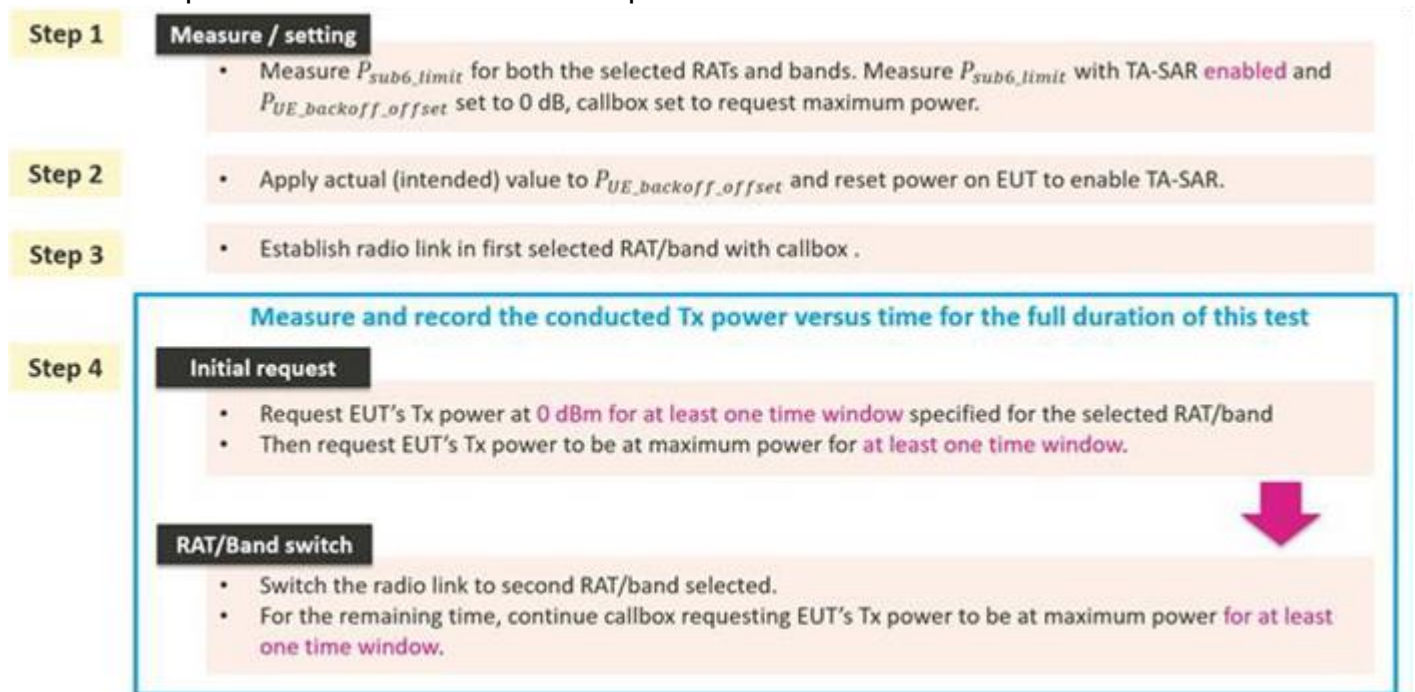 Step 1
Measure / setting
• Measure P_sub6_limit for both the selected RATs and bands. Measure P_sub6_limit with TA-SAR enabled and
P_UE_backoff_offset set to 0 dB, callbox set to request maximum power.
Step 2
• Apply actual (intended) value to P_UE_backoff_offset and reset power on EUT to enable TA-SAR.
Step 3
• Establish radio link in first selected RAT/band with callbox .
Measure and record the conducted Tx power versus time for the full duration of this test
Step 4
Initial request
• Request EUT's Tx power at 0 dBm for at least one time window specified for the selected RAT/band
• Then request EUT's Tx power to be at maximum power for at least one time window.
RAT/Band switch
• Switch the radio link to second RAT/band selected.
• For the remaining time, continue callbox requesting EUT's Tx power to be at maximum power for at least
one time window.